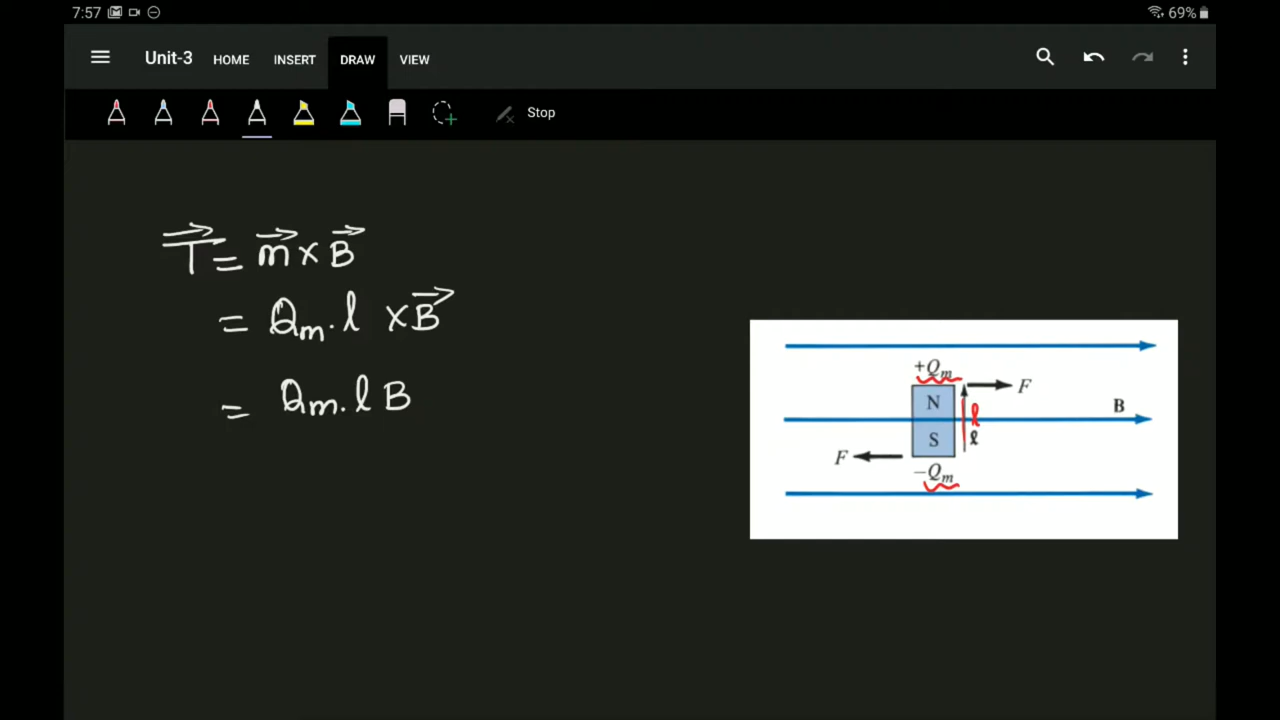 7:57 69%
Unit-3 HOME INSERT DRAW VIEW
Stop
T = m × B
= Qm . l × B
= Qm . l B
+Qm
F
N
l
B
S
l
F
−Qm